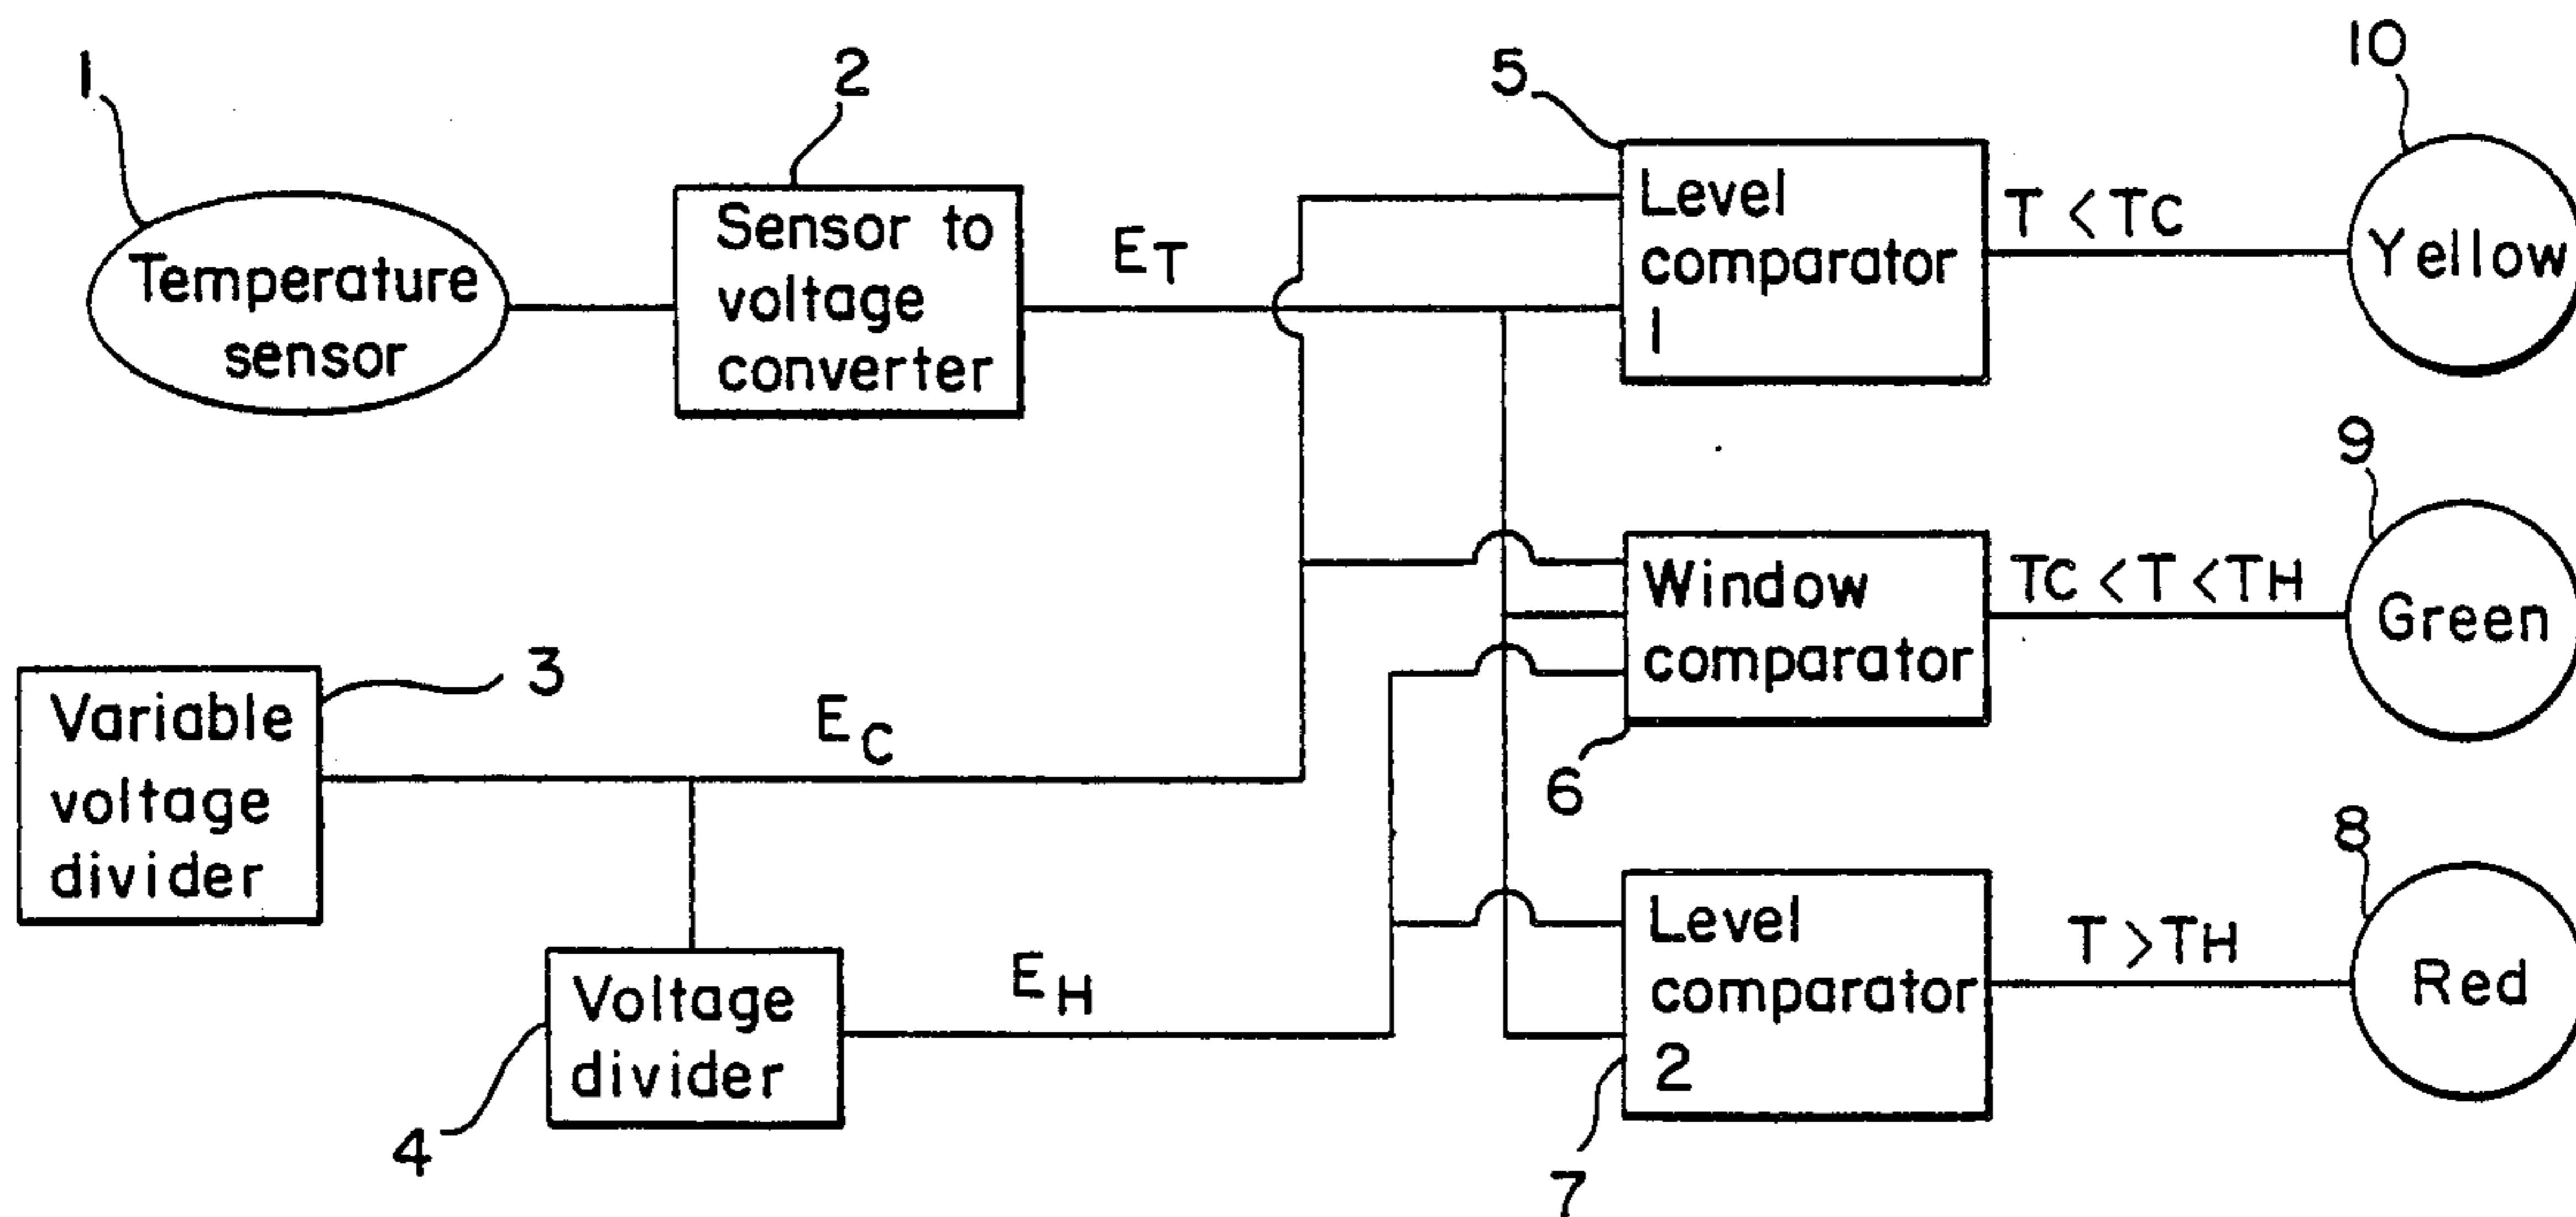 1
2
5
10
Temperature
sensor
Sensor to
voltage
converter
E_T
Level
comparator
1
T < TC
Yellow
3
Variable
voltage
divider
E_C
Window
comparator
6
TC < T < TH
9
Green
4
Voltage
divider
E_H
Level
comparator
2
7
T > TH
8
Red